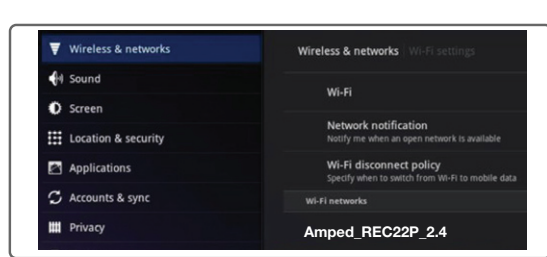 Wireless & networks
Sound
Screen
Location & security
Applications
Accounts & sync
Privacy
Wireless & networks Wi-Fi settings
Wi-Fi
Network notification
Notify me when an open network is available
Wi-Fi disconnect policy
Specify when to switch from Wi-Fi to mobile data
Wi-Fi networks
Amped_REC22P_2.4